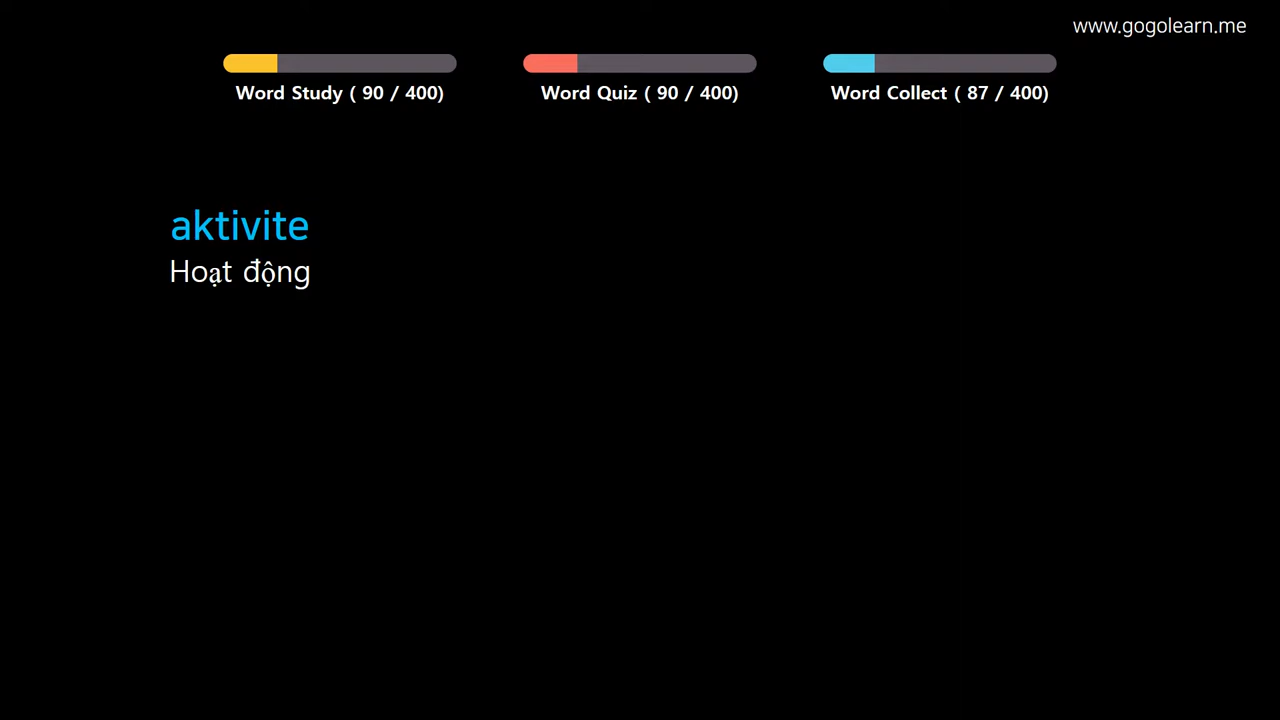 www.gogolearn.me
Word Study ( 90 / 400)
Word Quiz ( 90 / 400)
Word Collect ( 87 / 400)
aktivite
Hoạt động